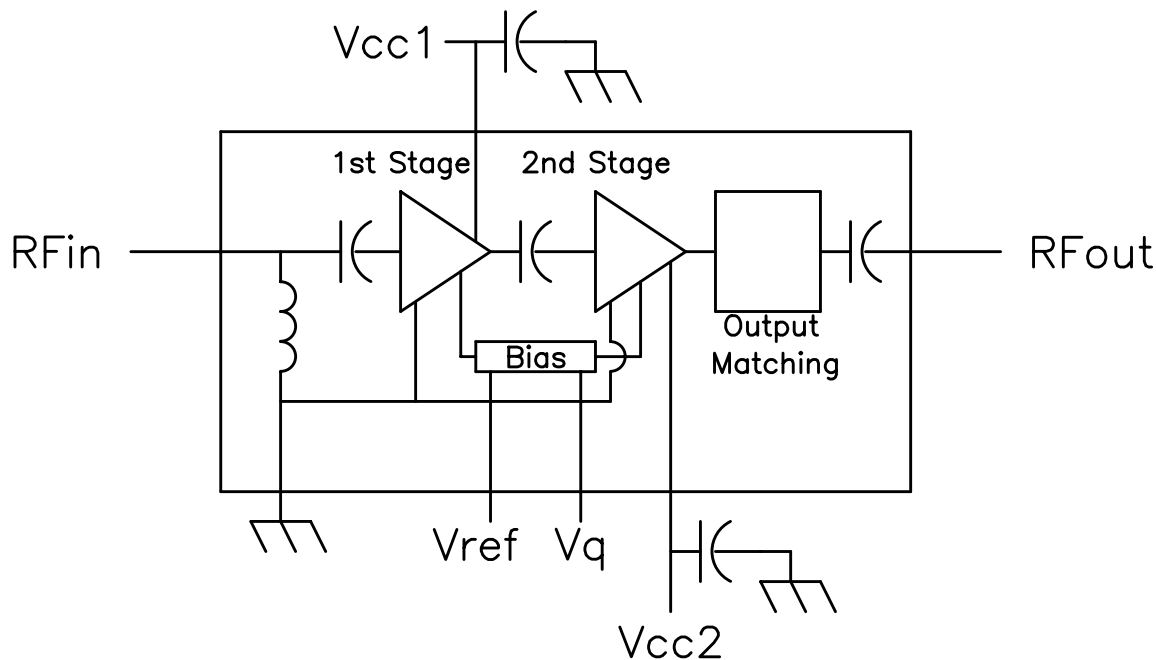 Vcc1
1st Stage
2nd Stage
RFin
RFout
Output
Matching
Bias
Vref
Vq
Vcc2